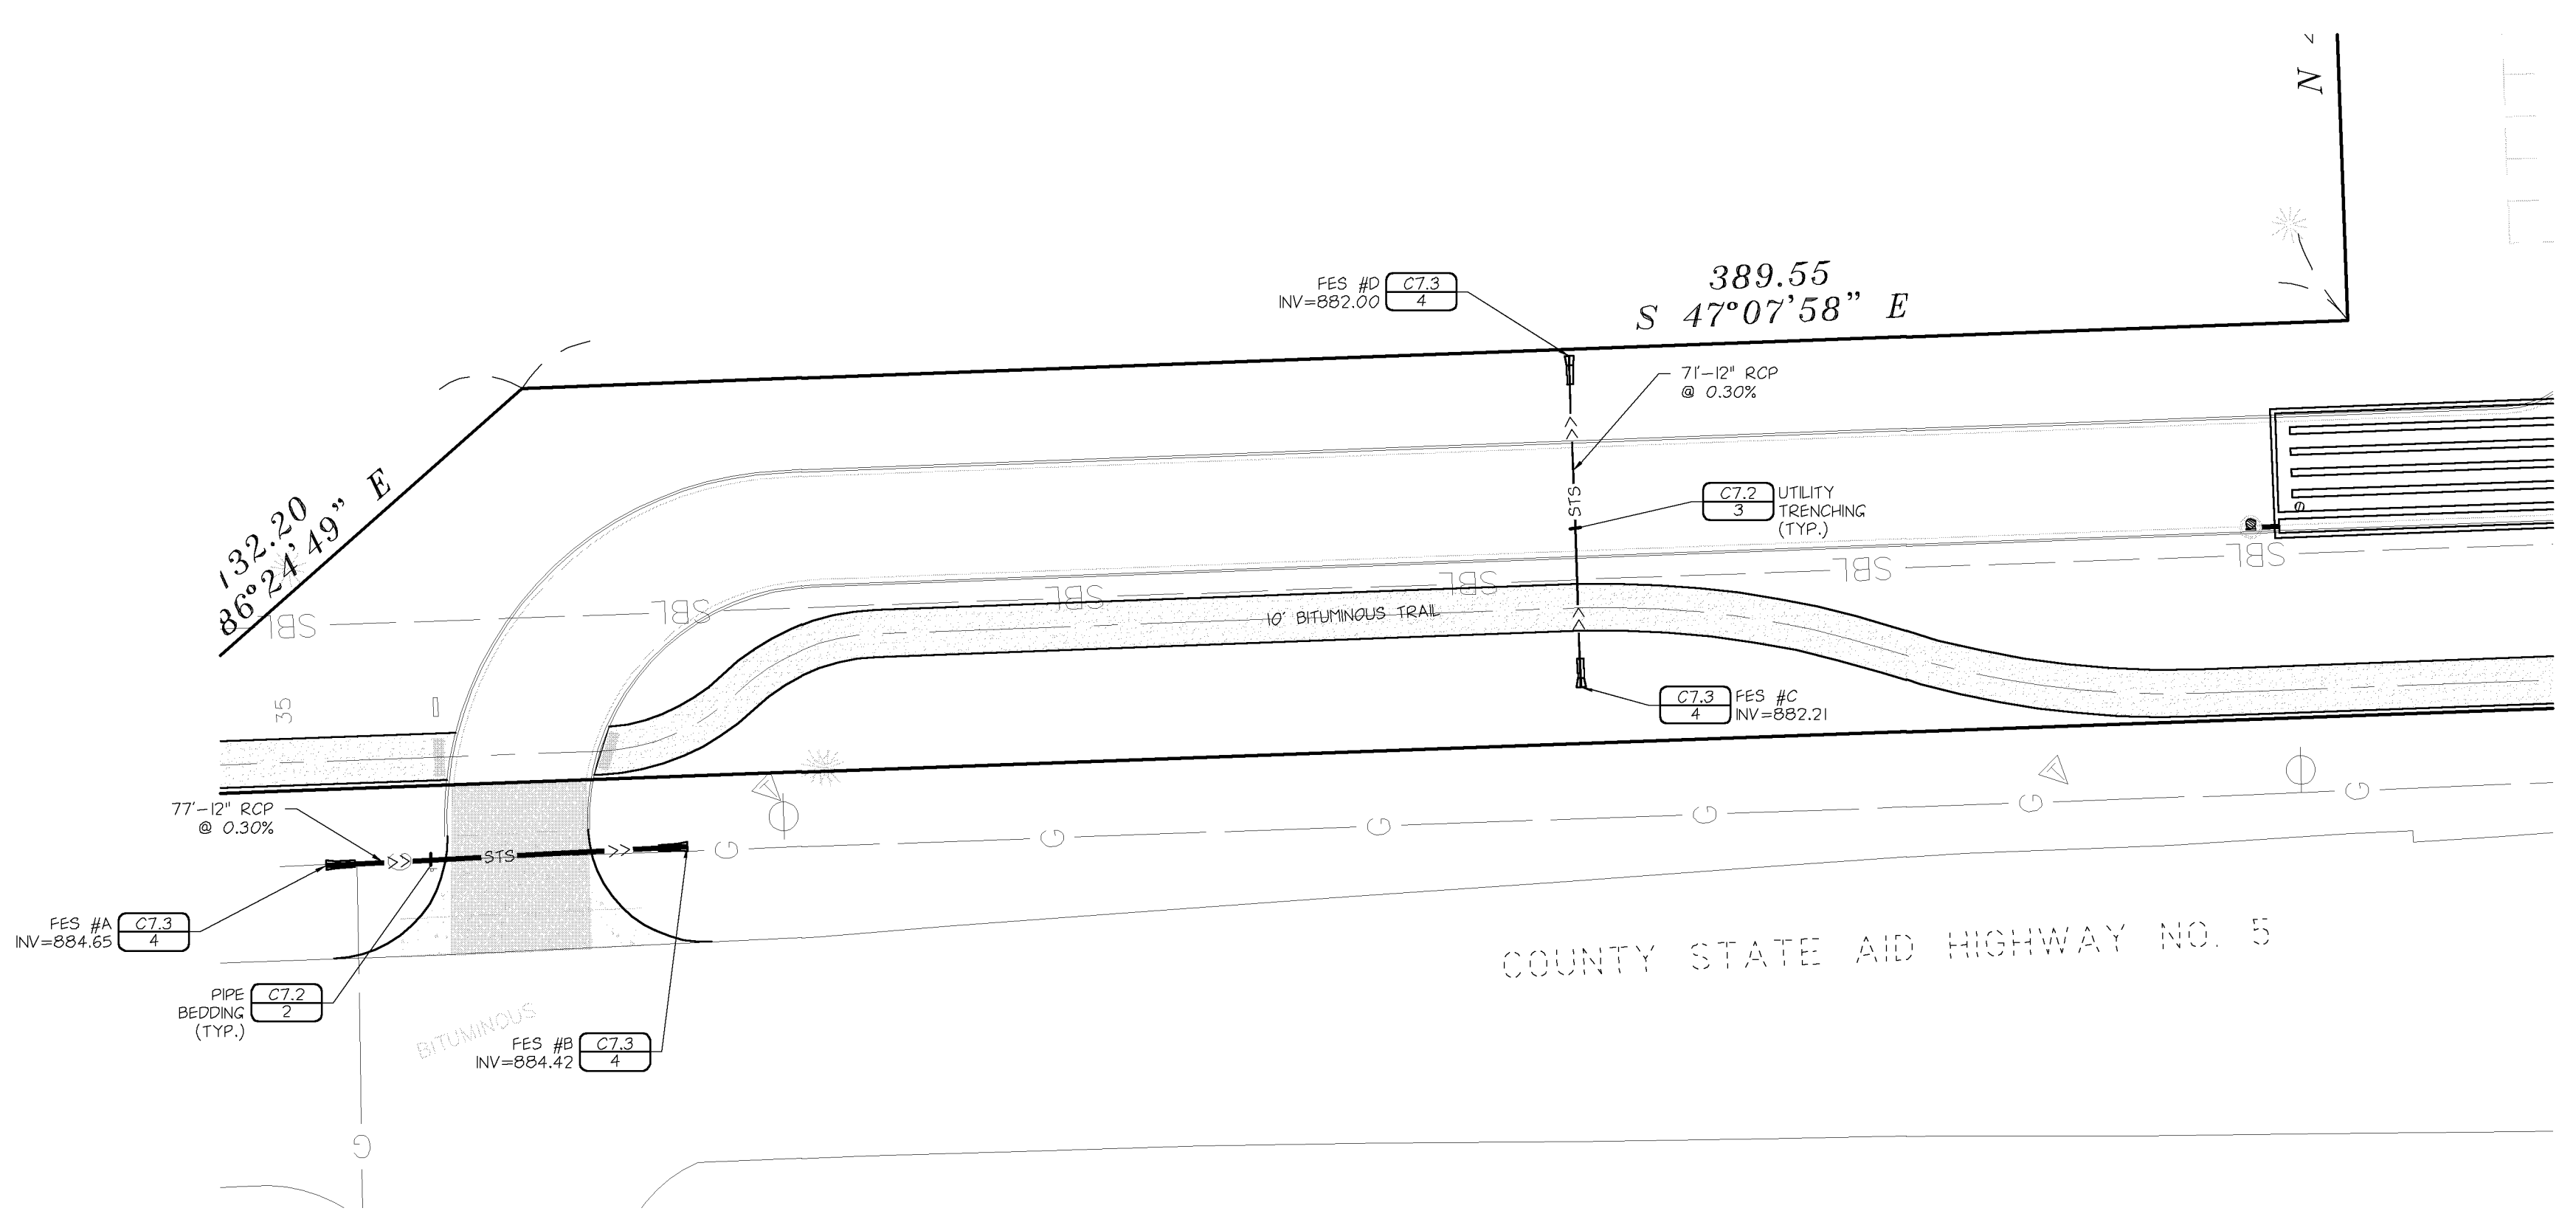 N
389.55
S 47°07'58" E
FES #D
INV=882.00
C7.3
4
71'-12" RCP
@ 0.30%
132.20
86°24'49" E
C7.2
3
UTILITY
TRENCHING
(TYP.)
SBL
SBL
SBL
SBL
SBL
SBL
STS
10' BITUMINOUS TRAIL
35
C7.3
4
FES #C
INV=882.21
77'-12" RCP
@ 0.30%
STS
G
G
G
G
G
G
FES #A
INV=884.65
C7.3
4
COUNTY STATE AID HIGHWAY NO. 5
PIPE
BEDDING
(TYP.)
C7.2
2
BITUMINOUS
FES #B
INV=884.42
C7.3
4
G